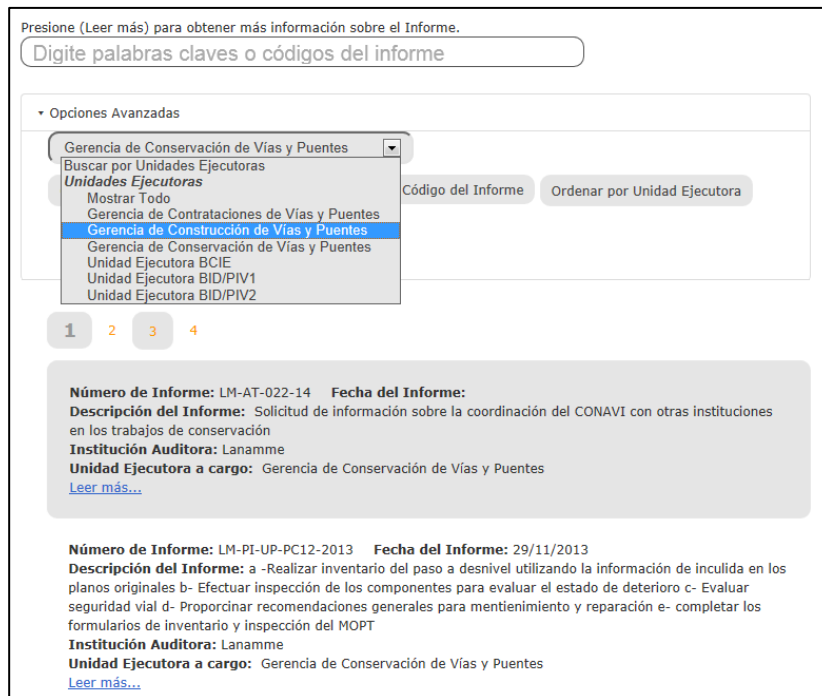 Presione (Leer más) para obtener más información sobre el Informe.
Digite palabras claves o códigos del informe
Opciones Avanzadas
Gerencia de Conservación de Vías y Puentes
Buscar por Unidades Ejecutoras
Unidades Ejecutoras
Mostrar Todo
Gerencia de Contrataciones de Vías y Puentes
Código del Informe Ordenar por Unidad Ejecutora
Gerencia de Construcción de Vías y Puentes
Gerencia de Conservación de Vías y Puentes
Unidad Ejecutora BCIE
Unidad Ejecutora BID/PIV1
Unidad Ejecutora BID/PIV2
1 2 3 4
Número de Informe: LM-AT-022-14 Fecha del Informe:
Descripción del Informe: Solicitud de información sobre la coordinación del CONAVI con otras instituciones
en los trabajos de conservación
Institución Auditora: Lanamme
Unidad Ejecutora a cargo: Gerencia de Conservación de Vías y Puentes
Leer más...
Número de Informe: LM-PI-UP-PC12-2013 Fecha del Informe: 29/11/2013
Descripción del Informe: a -Realizar inventario del paso a desnivel utilizando la información de inculida en los
planos originales b- Efectuar inspección de los componentes para evaluar el estado de deterioro c- Evaluar
seguridad vial d- Proporcinar recomendaciones generales para mentienimiento y reparación e- completar los
formularios de inventario y inspección del MOPT
Institución Auditora: Lanamme
Unidad Ejecutora a cargo: Gerencia de Conservación de Vías y Puentes
Leer más...